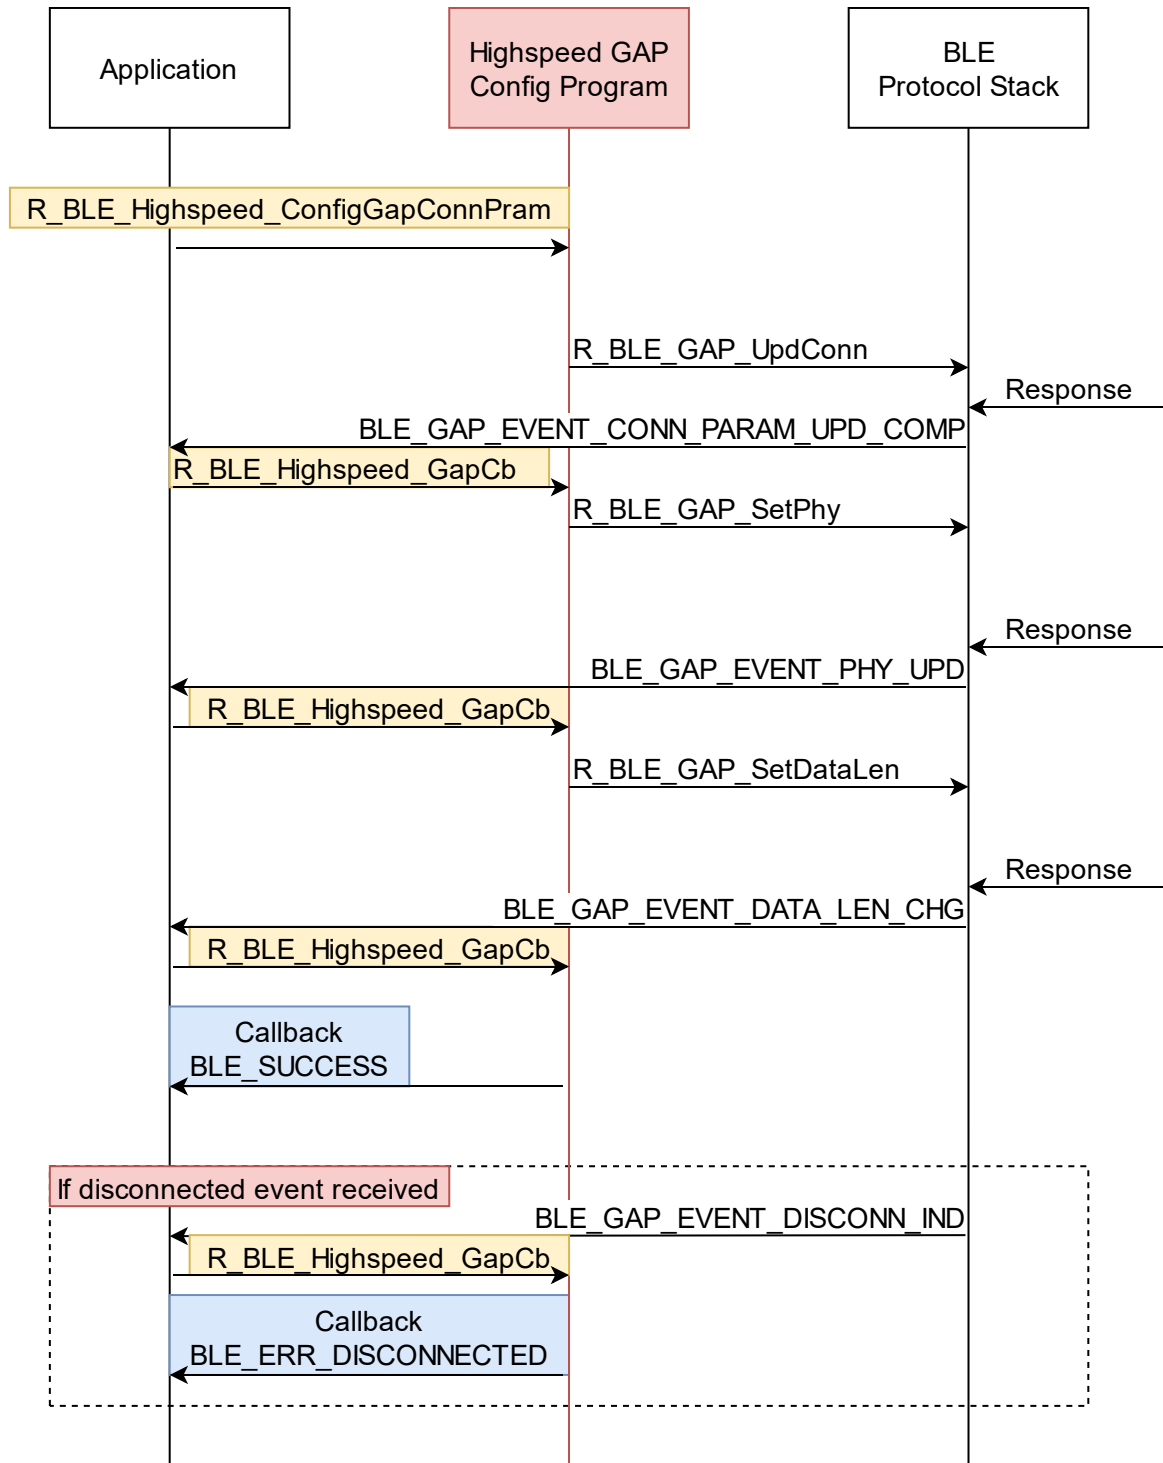 Application
Highspeed GAP
Config Program
BLE
Protocol Stack
R_BLE_Highspeed_ConfigGapConnPram
R_BLE_GAP_UpdConn
Response
BLE_GAP_EVENT_CONN_PARAM_UPD_COMP
R_BLE_Highspeed_GapCb
R_BLE_GAP_SetPhy
Response
BLE_GAP_EVENT_PHY_UPD
R_BLE_Highspeed_GapCb
R_BLE_GAP_SetDataLen
Response
BLE_GAP_EVENT_DATA_LEN_CHG
R_BLE_Highspeed_GapCb
Callback
BLE_SUCCESS
If disconnected event received
BLE_GAP_EVENT_DISCONN_IND
R_BLE_Highspeed_GapCb
Callback
BLE_ERR_DISCONNECTED